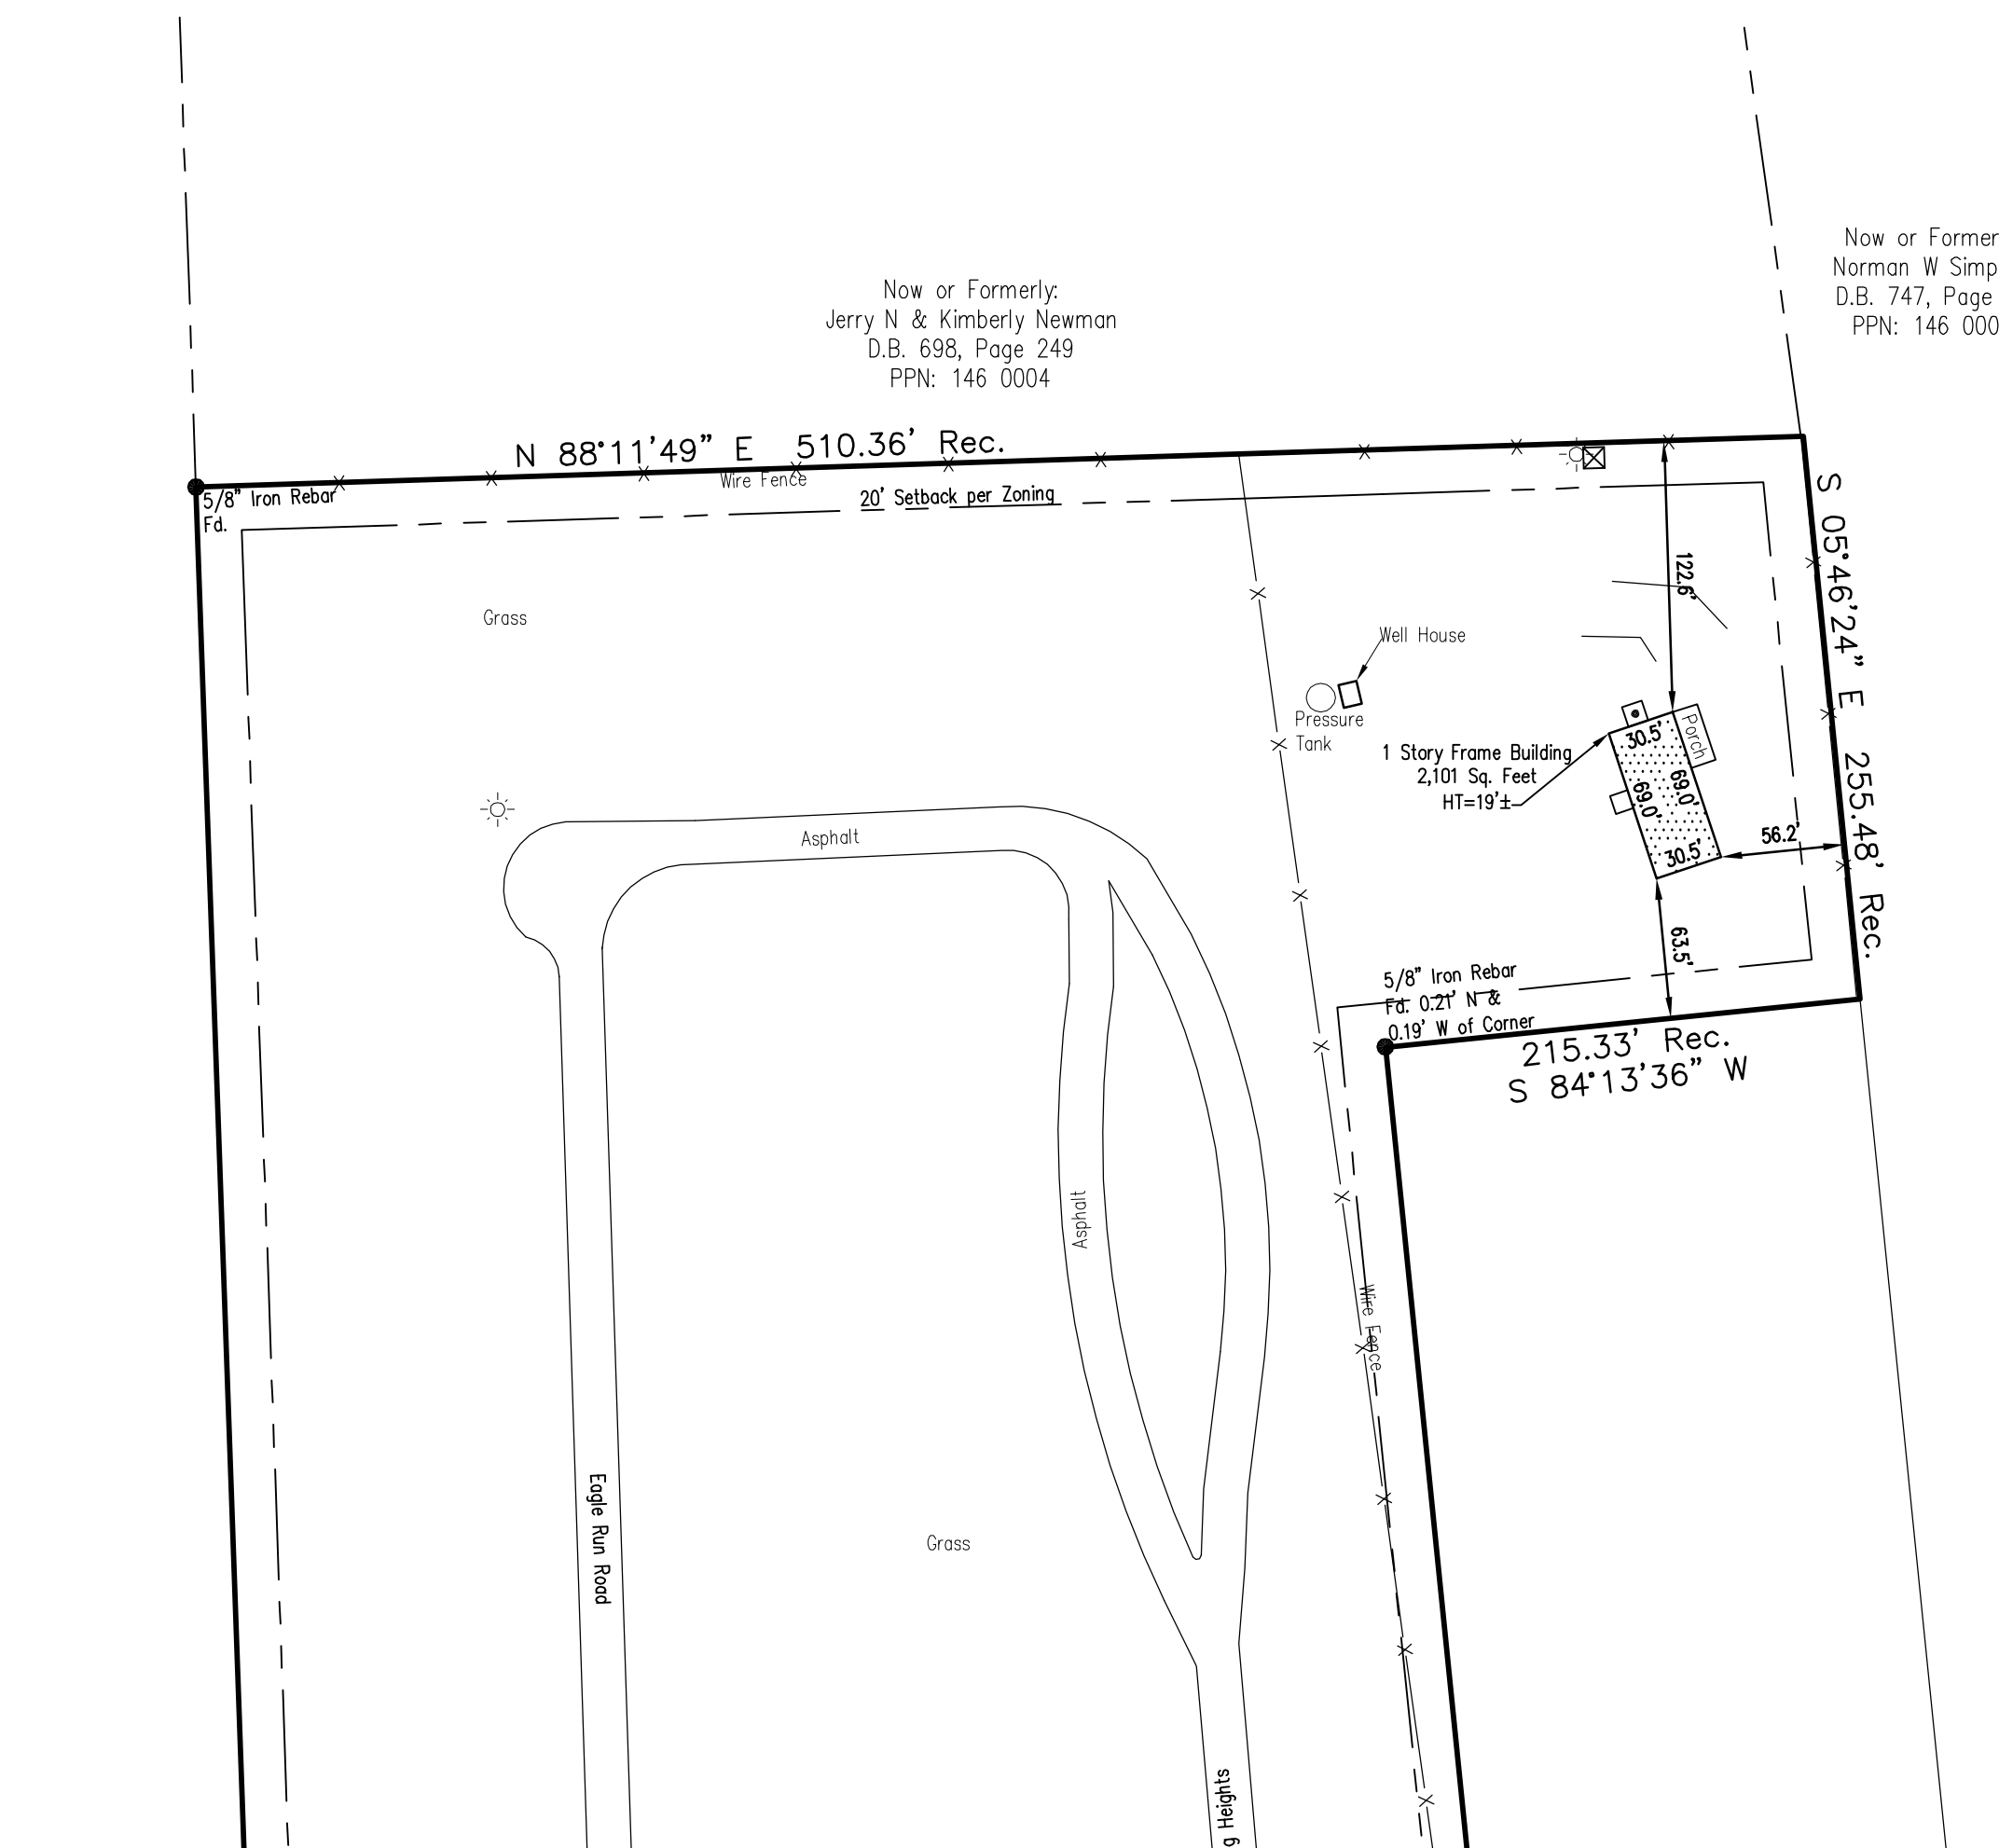 Now or Former
Norman W Simp
D.B. 747, Page
PPN: 146 000
Now or Formerly:
Jerry N & Kimberly Newman
D.B. 698, Page 249
PPN: 146 0004
N 88°11'49" E 510.36' Rec.
Wire Fence
5/8" Iron Rebar
Fd.
20' Setback per Zoning
S 05°46'24" E 255.48' Rec.
122.6'
Grass
Well House
Pressure
Tank
1 Story Frame Building
2,101 Sq. Feet
HT=19'±
30.5'
Porch
69.0'
69.0'
30.5'
56.2'
Asphalt
63.5'
5/8" Iron Rebar
Fd. 0.21' N &
0.19' W of Corner
215.33' Rec.
S 84°13'36" W
Asphalt
Wire Fence
Eagle Run Road
Grass
g Heights